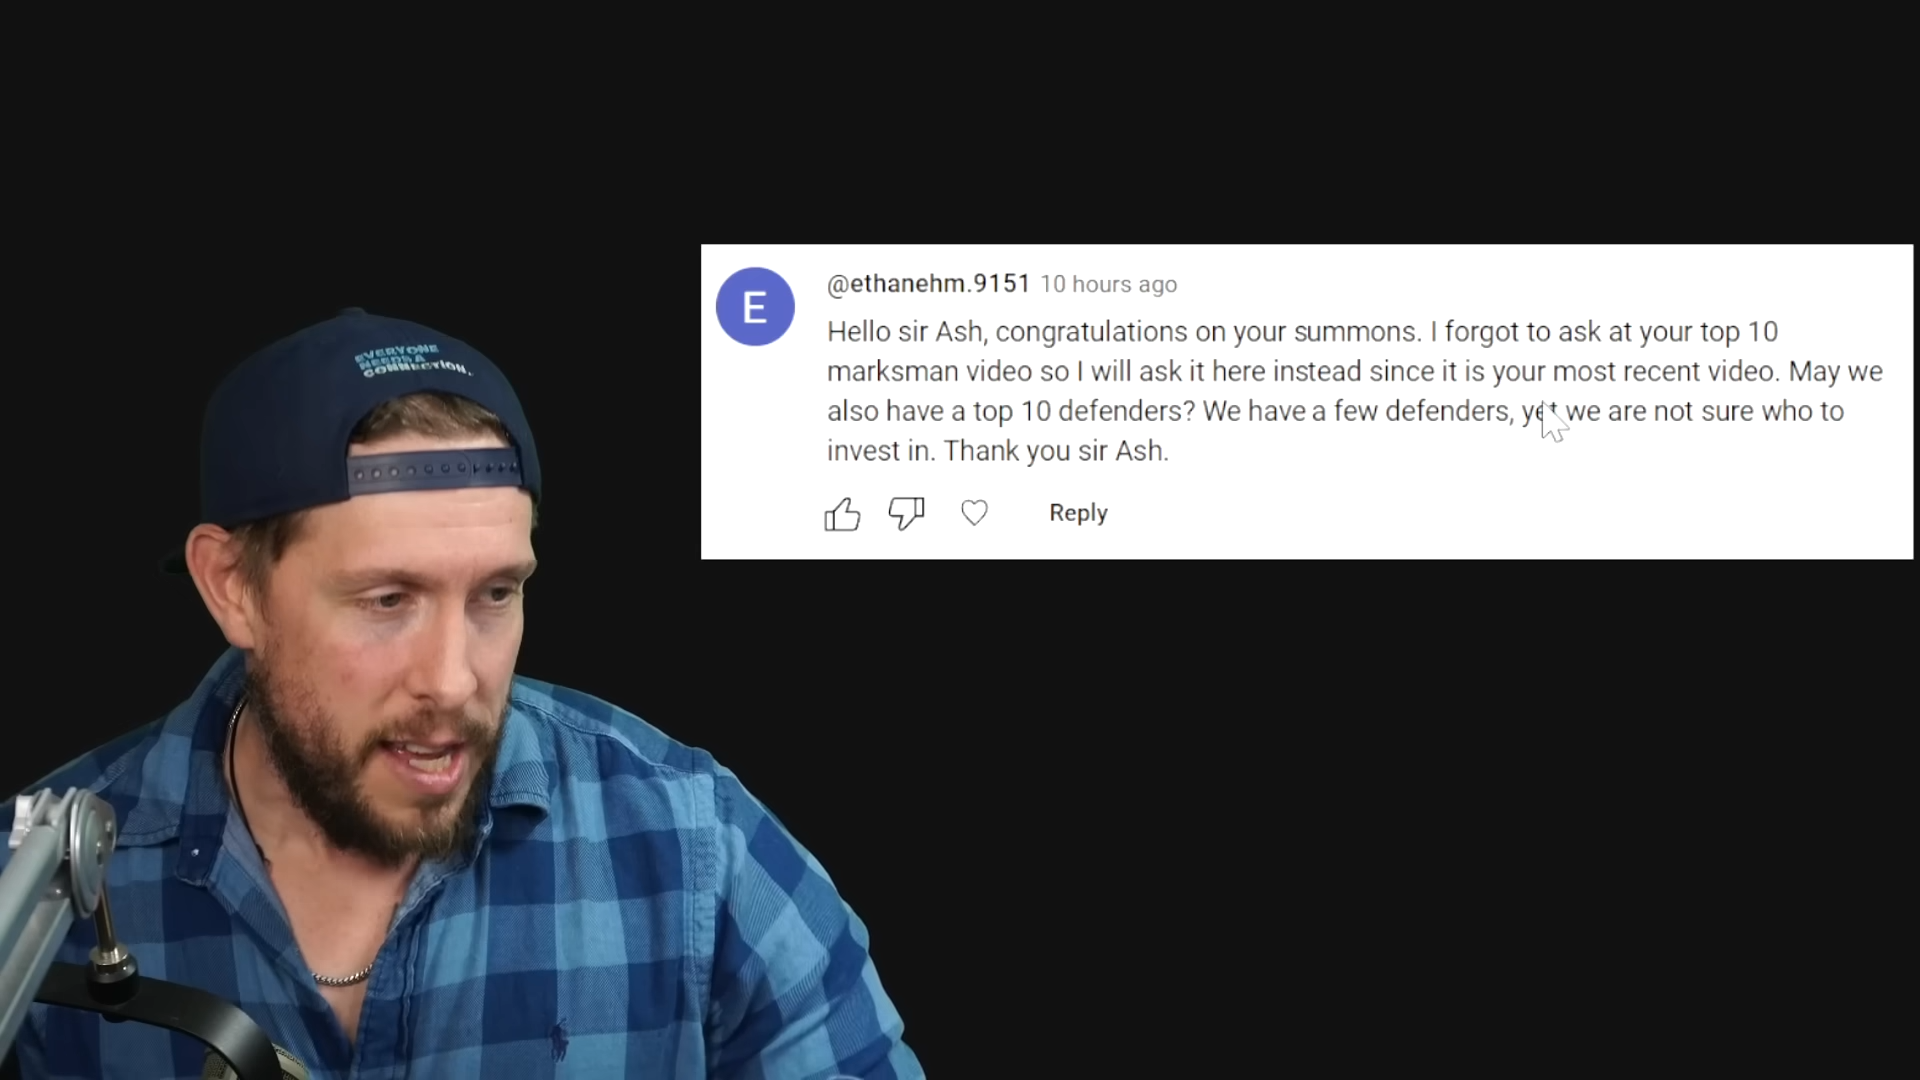 EVERYONE
NEEDS A
CONNECTION.
E
@ethanehm.9151 10 hours ago
Hello sir Ash, congratulations on your summons. I forgot to ask at your top 10
marksman video so I will ask it here instead since it is your most recent video. May we
also have a top 10 defenders? We have a few defenders, yet we are not sure who to
invest in. Thank you sir Ash.
Reply